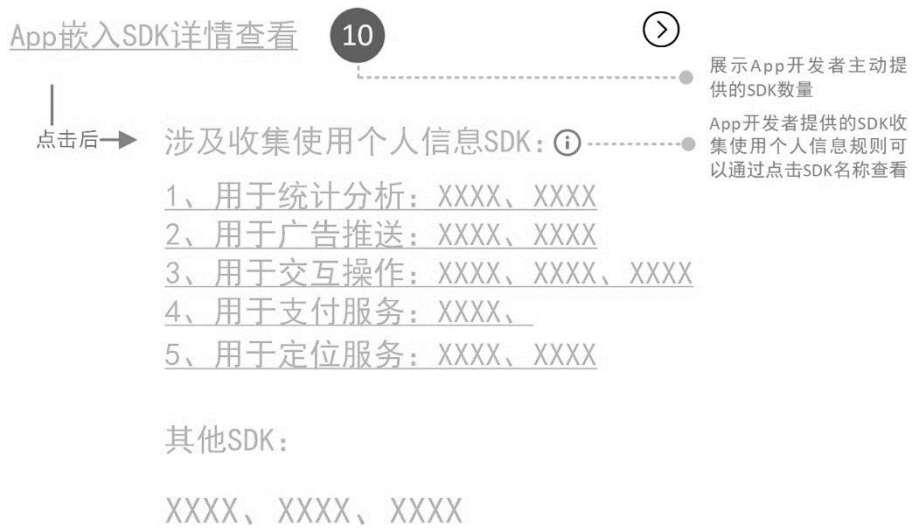 App嵌入SDK详情查看 10
展示App开发者主动提
供的SDK数量
点击后
涉及收集使用个人信息SDK:
App开发者提供的SDK收
集使用个人信息规则可
以通过点击SDK名称查看
1、用于统计分析：XXXX、XXXX
2、用于广告推送：XXXX、XXXX
3、用于交互操作：XXXX、XXXX、XXXX
4、用于支付服务：XXXX、
5、用于定位服务：XXXX、XXXX
其他SDK：
XXXX、XXXX、XXXX